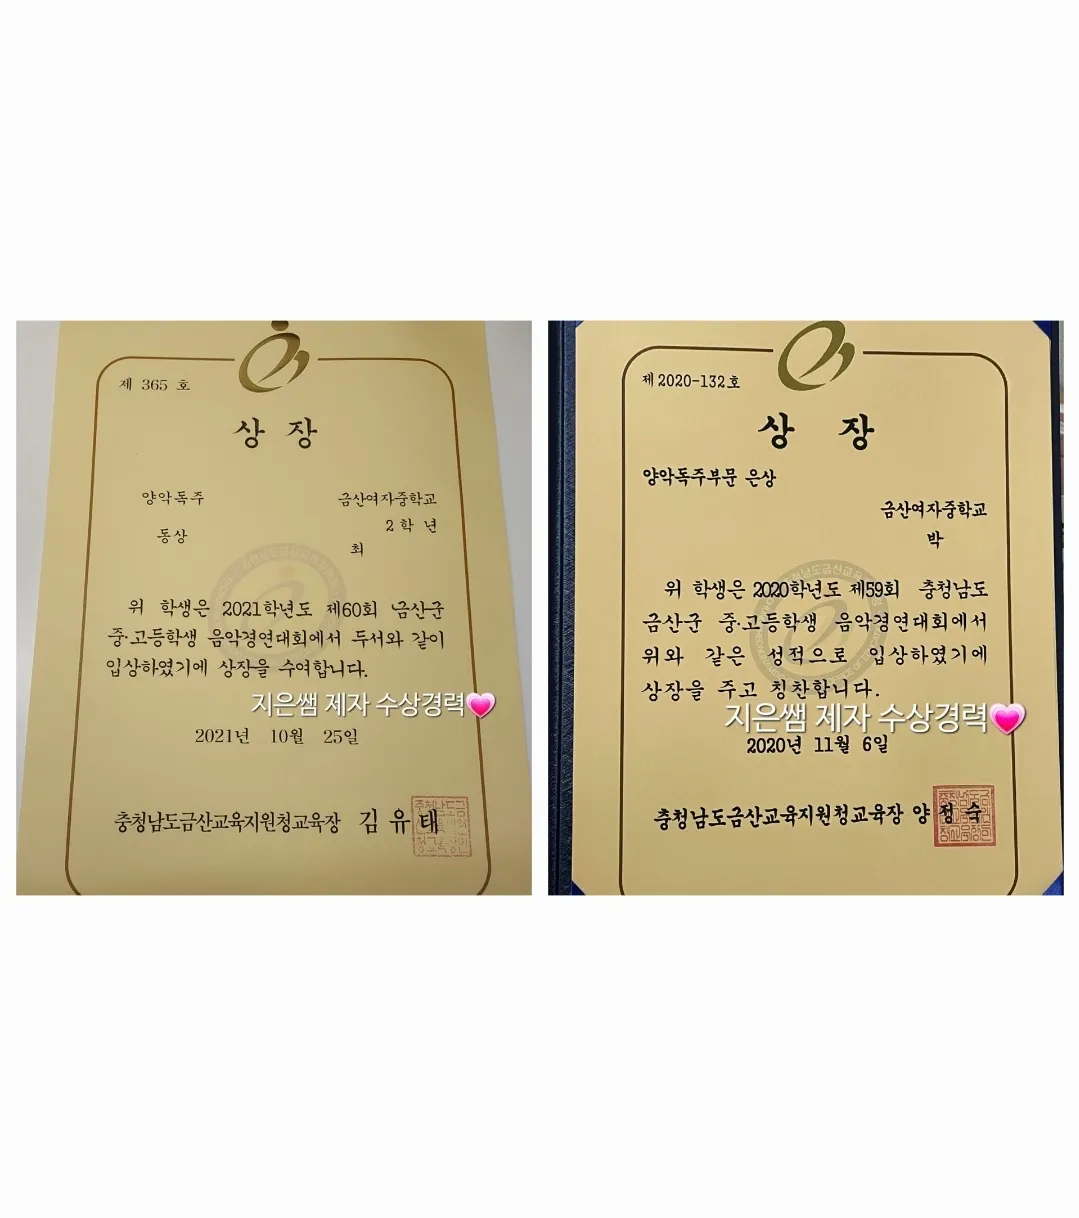 제 365 호
상 장
양악독주 금산여자중학교
2학 년
동상
최
위 학생은 2021학년도 제60회 금산군
중·고등학생 음악경연대회에서 두서와 같이
입상하였기에 상장을 수여합니다.
지은쌤 제자 수상경력
2021년 10월 25일
충청남도금산교육지원청교육장 김유태
제2020-132호
상 장
양악독주부문 은상
금산여자중학교
박
위 학생은 2020학년도 제59회 충청남도
금산군 중·고등학생 음악경연대회에서
위와 같은 성적으로 입상하였기에
상장을 주고 칭찬합니다.
지은쌤 제자 수상경력
2020년 11월 6일
충청남도금산교육지원청교육장 양정숙